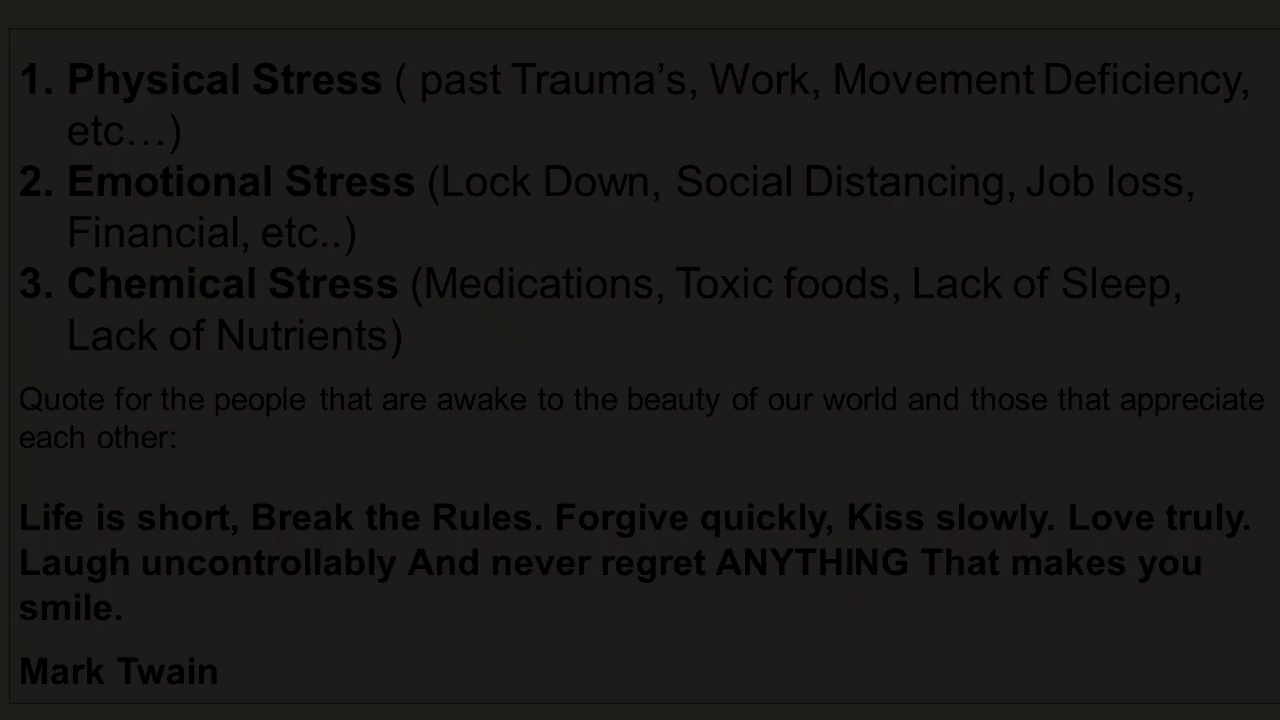 1. Physical Stress ( past Trauma’s, Work, Movement Deficiency,
etc…)
2. Emotional Stress (Lock Down, Social Distancing, Job loss,
Financial, etc..)
3. Chemical Stress (Medications, Toxic foods, Lack of Sleep,
Lack of Nutrients)
Quote for the people that are awake to the beauty of our world and those that appreciate
each other:
Life is short, Break the Rules. Forgive quickly, Kiss slowly. Love truly.
Laugh uncontrollably And never regret ANYTHING That makes you
smile.
Mark Twain